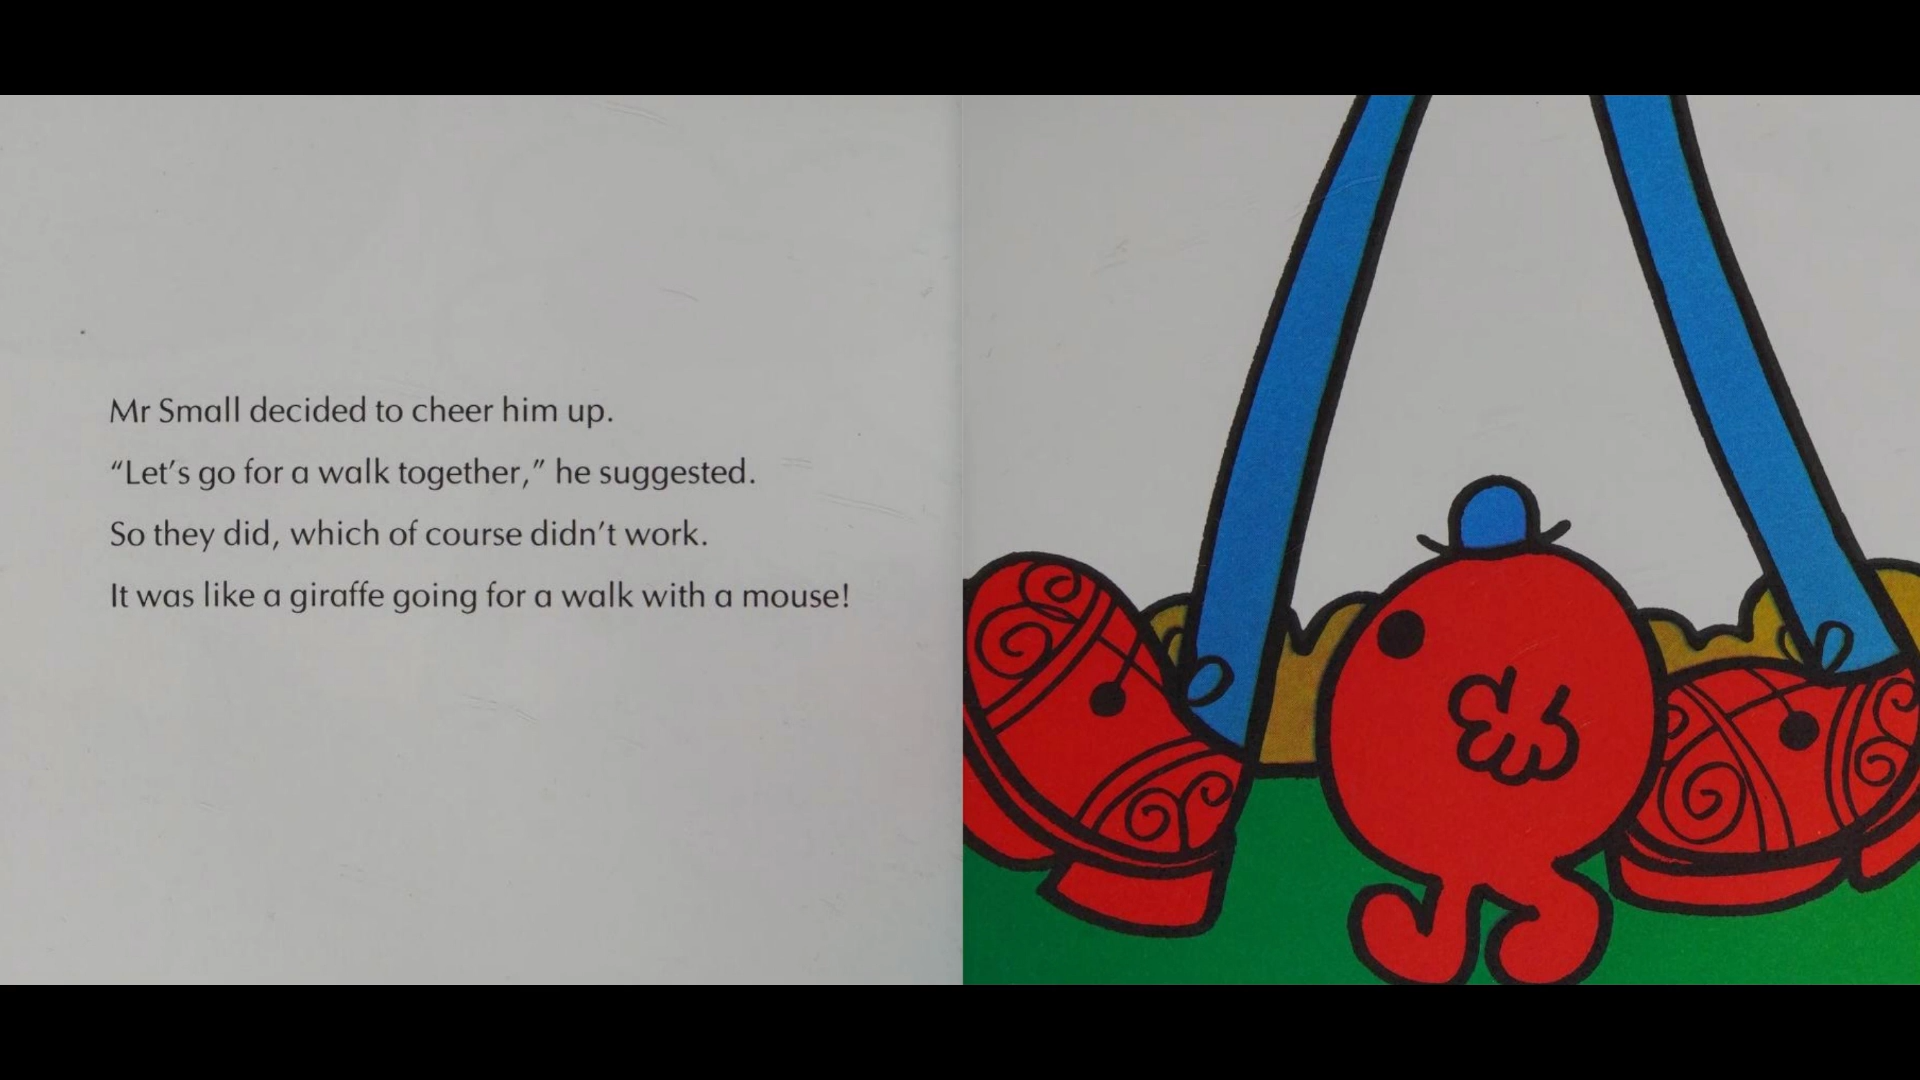 Mr Small decided to cheer him up.
“Let’s go for a walk together,” he suggested.
So they did, which of course didn’t work.
It was like a giraffe going for a walk with a mouse!